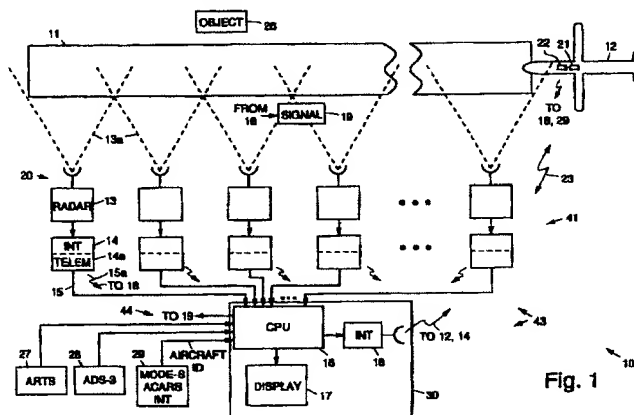 OBJECT
26
11
22
21
12
TO
18, 29
FROM
16
SIGNAL
19
13a
20
23
RADAR
13
41
INT
14
TELEM
14a
15a
15
TO 18
44
TO 19
CPU
16
INT
18
TO 12, 14
43
10
27
ARTS
28
ADS-3
29
MODE-S
ACARS
INT
AIRCRAFT
ID
DISPLAY
17
30
Fig. 1